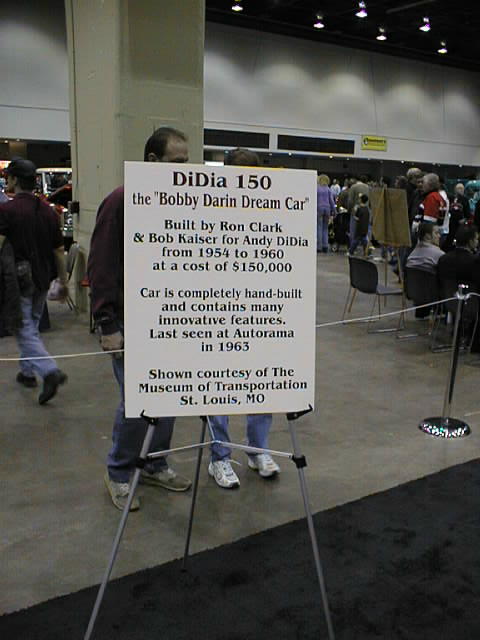 DiDia 150
the "Bobby Darin Dream Car"
Built by Ron Clark
& Bob Kaiser for Andy DiDia
from 1954 to 1960
at a cost of $150,000
Car is completely hand-built
and contains many
innovative features.
Last seen at Autorama
in 1963
Shown courtesy of The
Museum of Transportation
St. Louis, MO